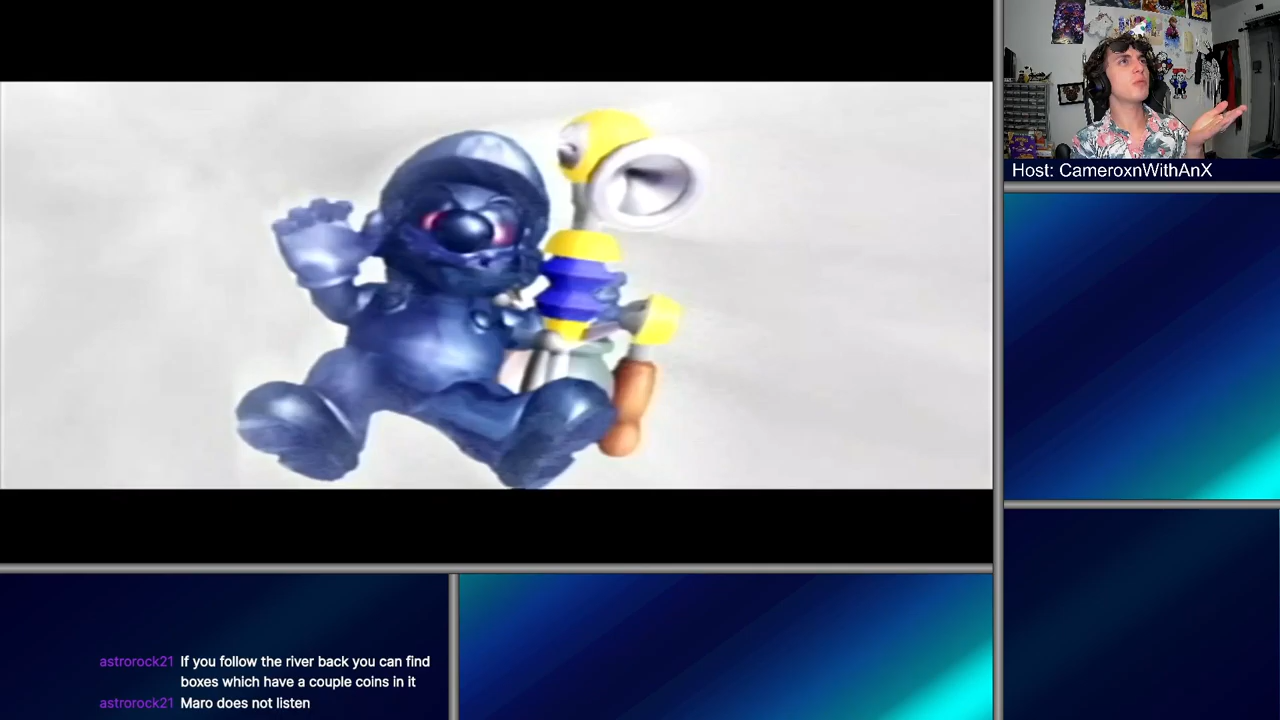 Host: CameroxnWithAnX
astrorock21 If you follow the river back you can find
boxes which have a couple coins in it
astrorock21 Maro does not listen